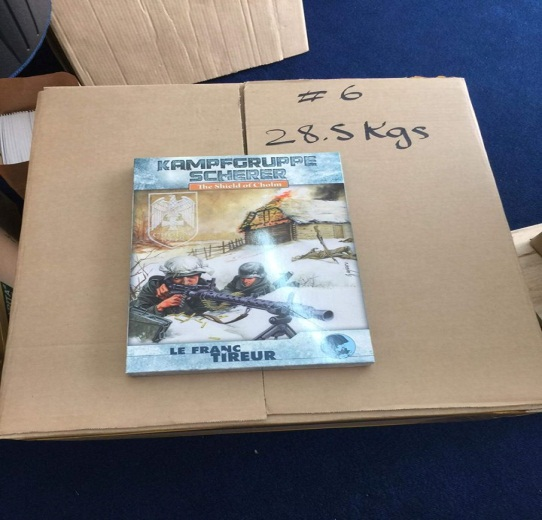 # 6
28.5 Kgs
KAMPFGRUPPE
SCHERER
The Shield of Cholm
LE FRANC
TIREUR